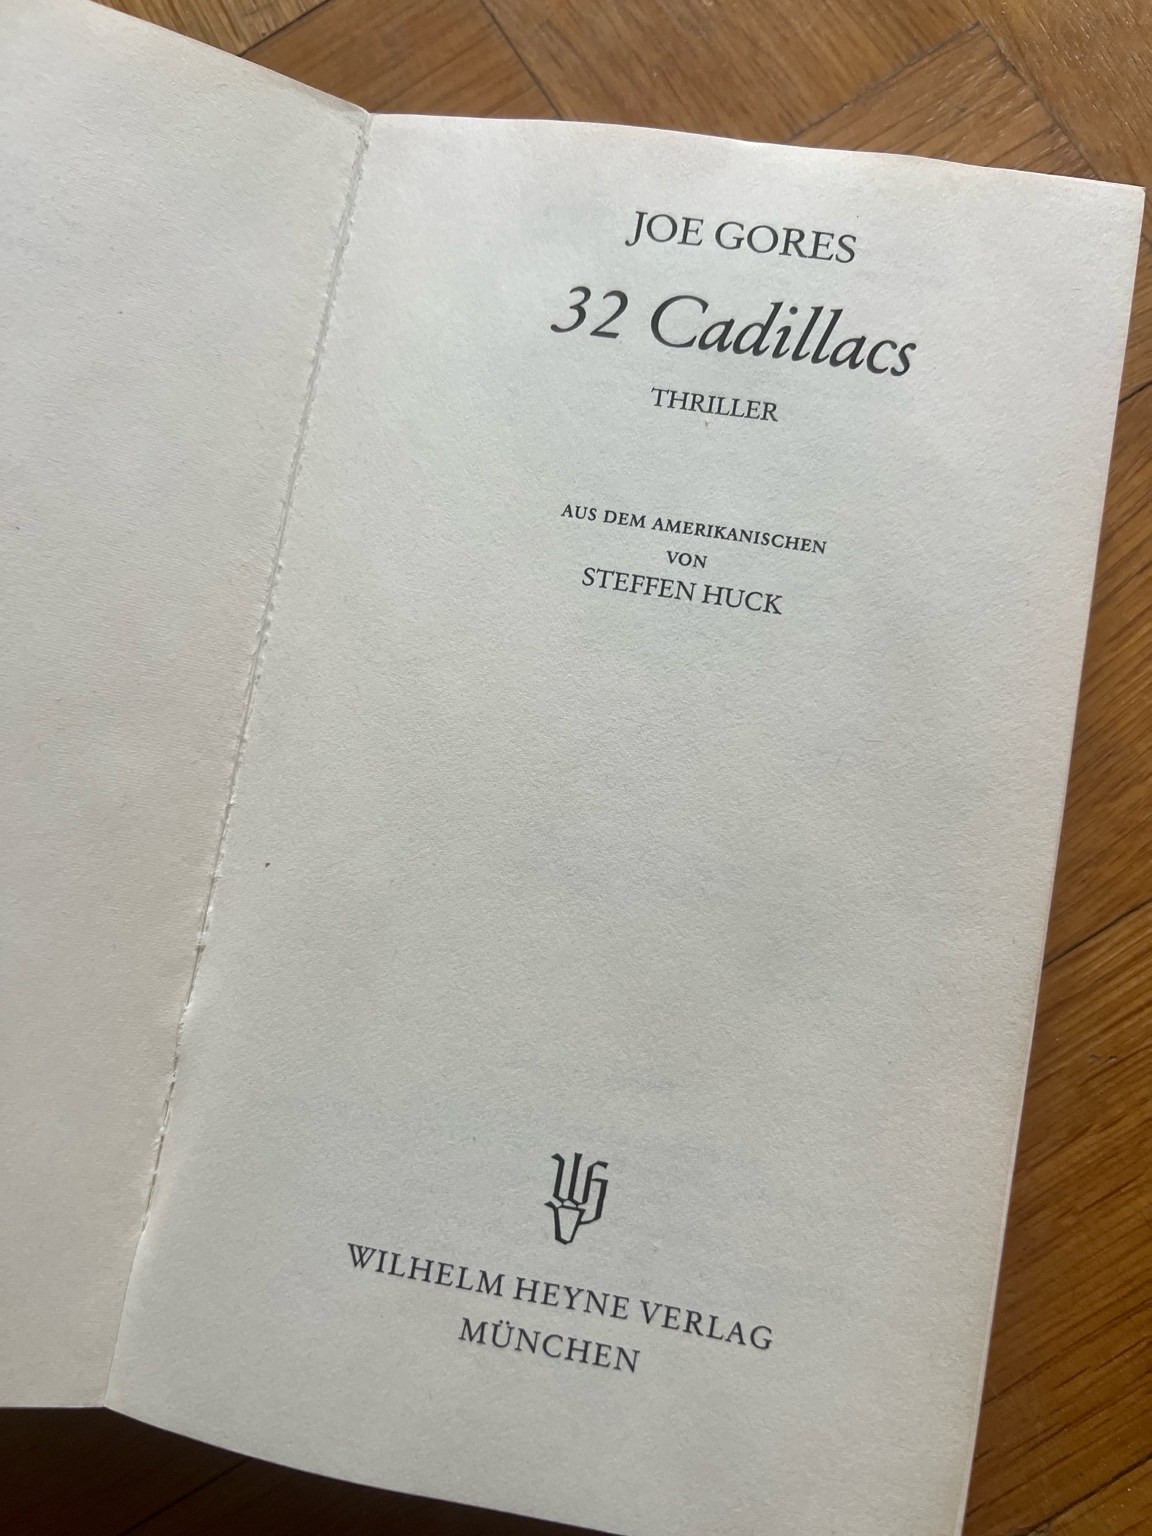 JOE GORES
32 Cadillacs
THRILLER
AUS DEM AMERIKANISCHEN
VON
STEFFEN HUCK
WILHELM HEYNE VERLAG
MÜNCHEN